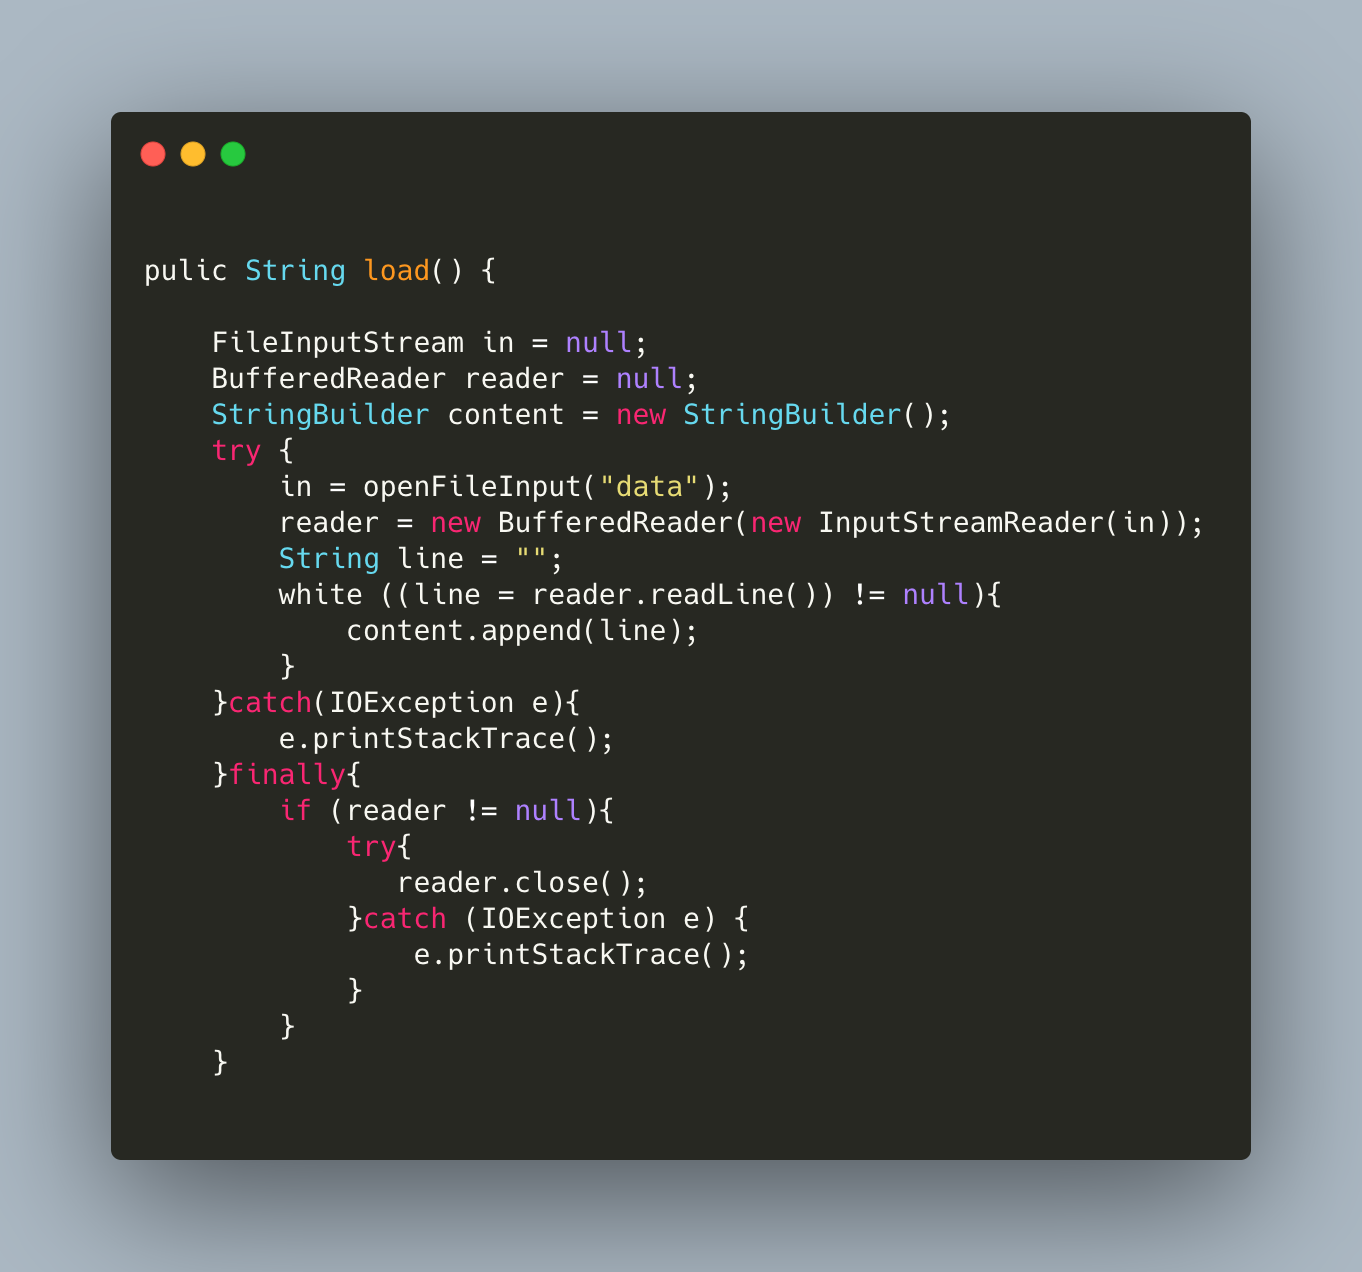 pulic String load() {
FileInputStream in = null;
BufferedReader reader = null;
StringBuilder content = new StringBuilder();
try {
in = openFileInput("data");
reader = new BufferedReader(new InputStreamReader(in));
String line = "";
white ((line = reader.readLine()) != null){
content.append(line);
}
}catch(IOException e){
e.printStackTrace();
}finally{
if (reader != null){
try{
reader.close();
}catch (IOException e) {
e.printStackTrace();
}
}
}